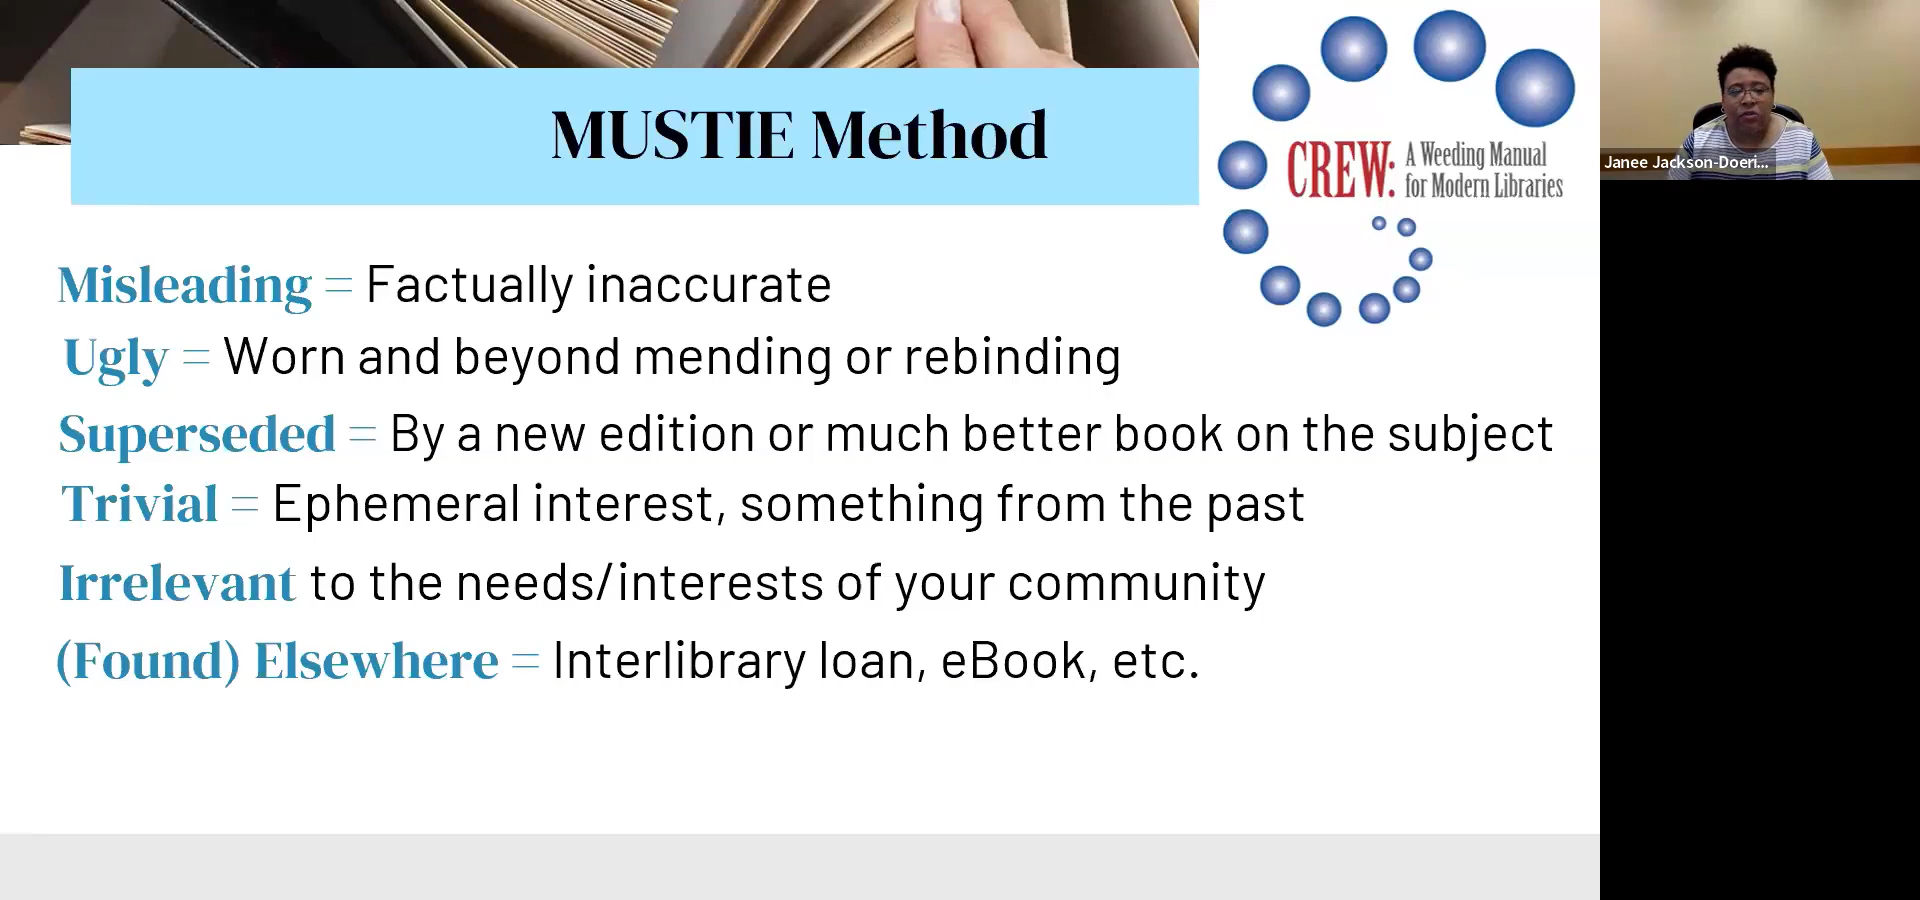 MUSTIE Method
CREW: A Weeding Manual
for Modern Libraries
Janee Jackson-Doeri...
Misleading = Factually inaccurate
Ugly = Worn and beyond mending or rebinding
Superseded = By a new edition or much better book on the subject
Trivial = Ephemeral interest, something from the past
Irrelevant to the needs/interests of your community
(Found) Elsewhere = Interlibrary loan, eBook, etc.